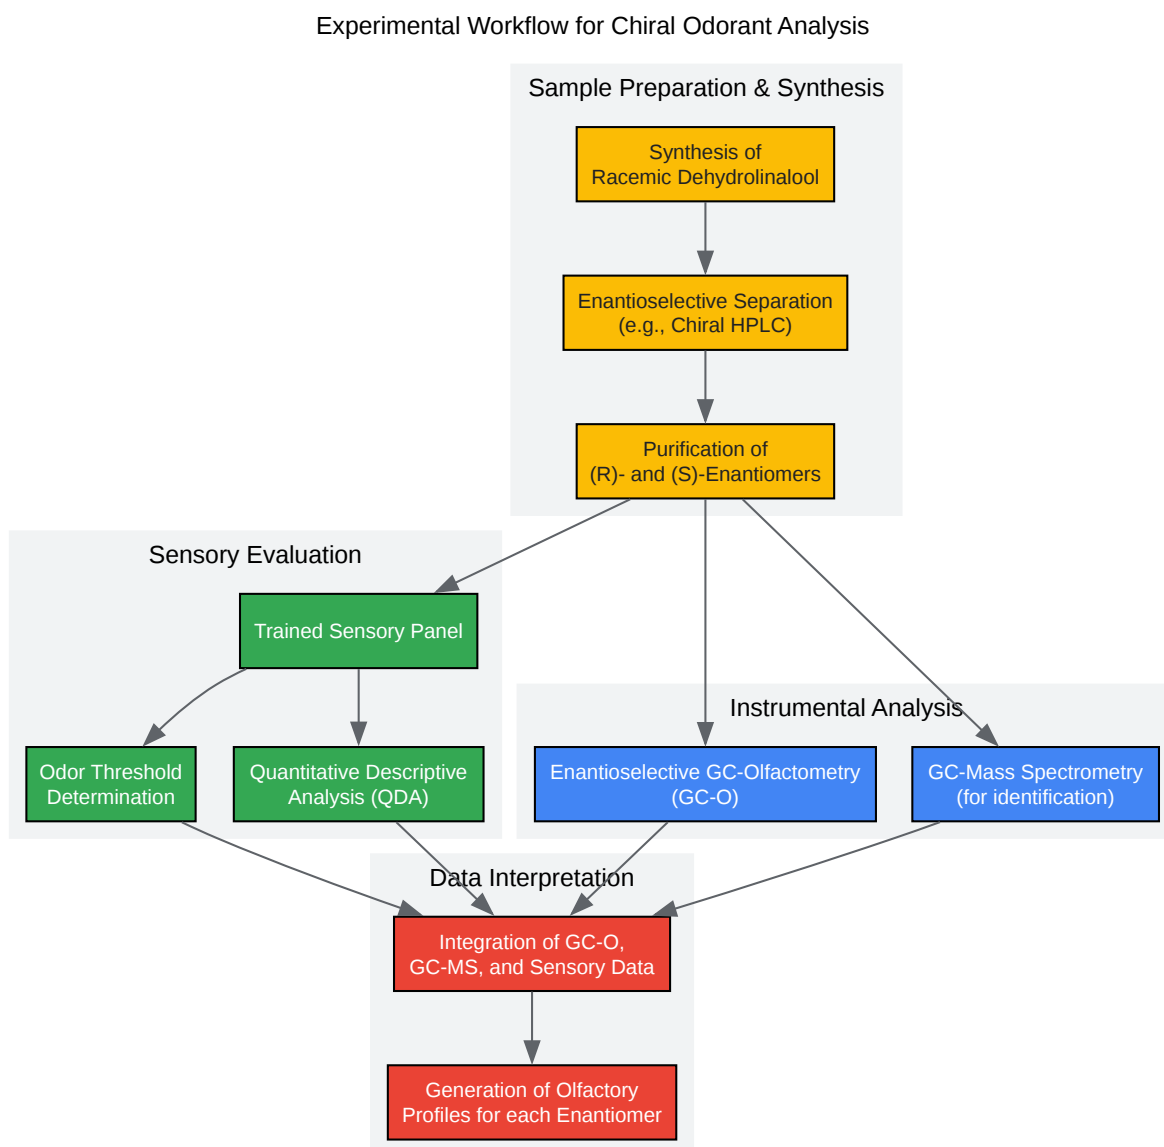 Experimental Workflow for Chiral Odorant Analysis
Sample Preparation & Synthesis
Synthesis of
Racemic Dehydrolinalool
Enantioselective Separation
(e.g., Chiral HPLC)
Purification of
(R)- and (S)-Enantiomers
Sensory Evaluation
Trained Sensory Panel
Odor Threshold
Determination
Quantitative Descriptive
Analysis (QDA)
Instrumental Analysis
Enantioselective GC-Olfactometry
(GC-O)
GC-Mass Spectrometry
(for identification)
Data Interpretation
Integration of GC-O,
GC-MS, and Sensory Data
Generation of Olfactory
Profiles for each Enantiomer